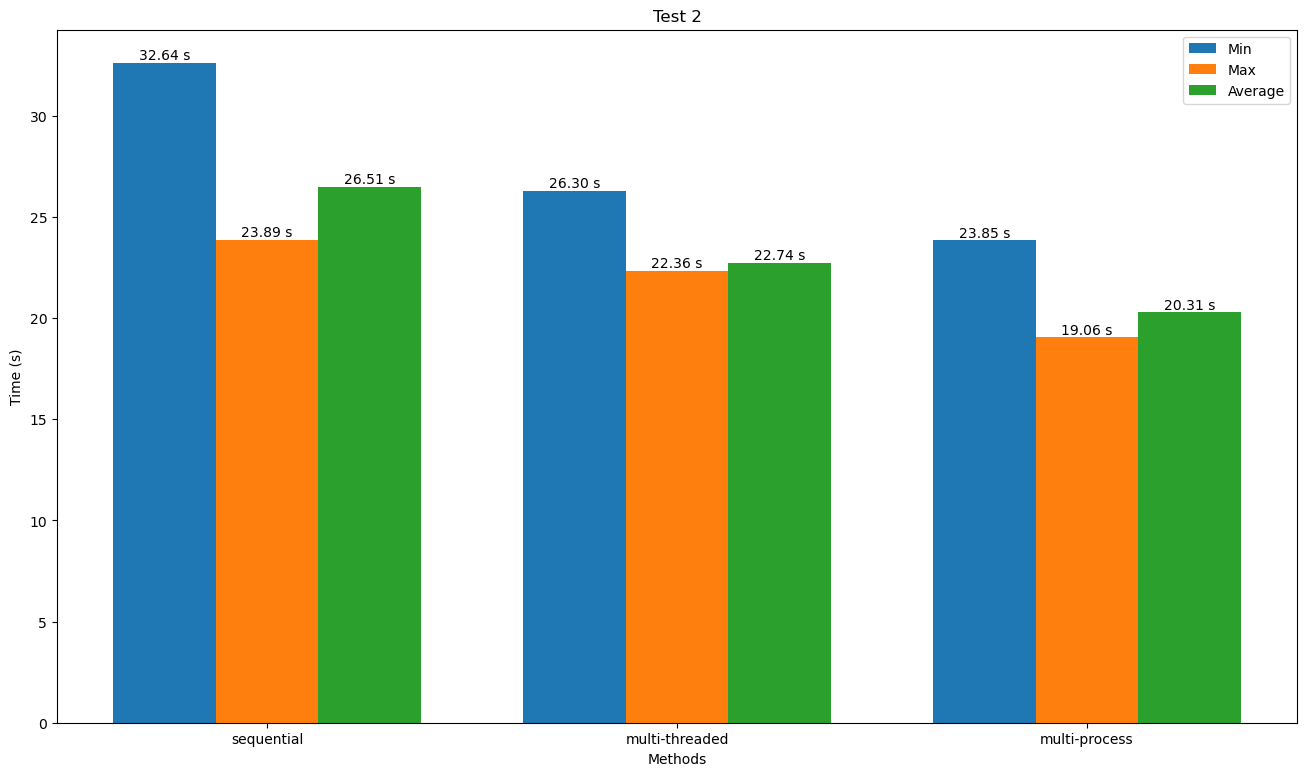 Test 2
Min
Max
Average
32.64 s
23.89 s
26.51 s
26.30 s
22.36 s
22.74 s
23.85 s
19.06 s
20.31 s
Time (s)
30
25
20
15
10
5
0
sequential
multi-threaded
multi-process
Methods